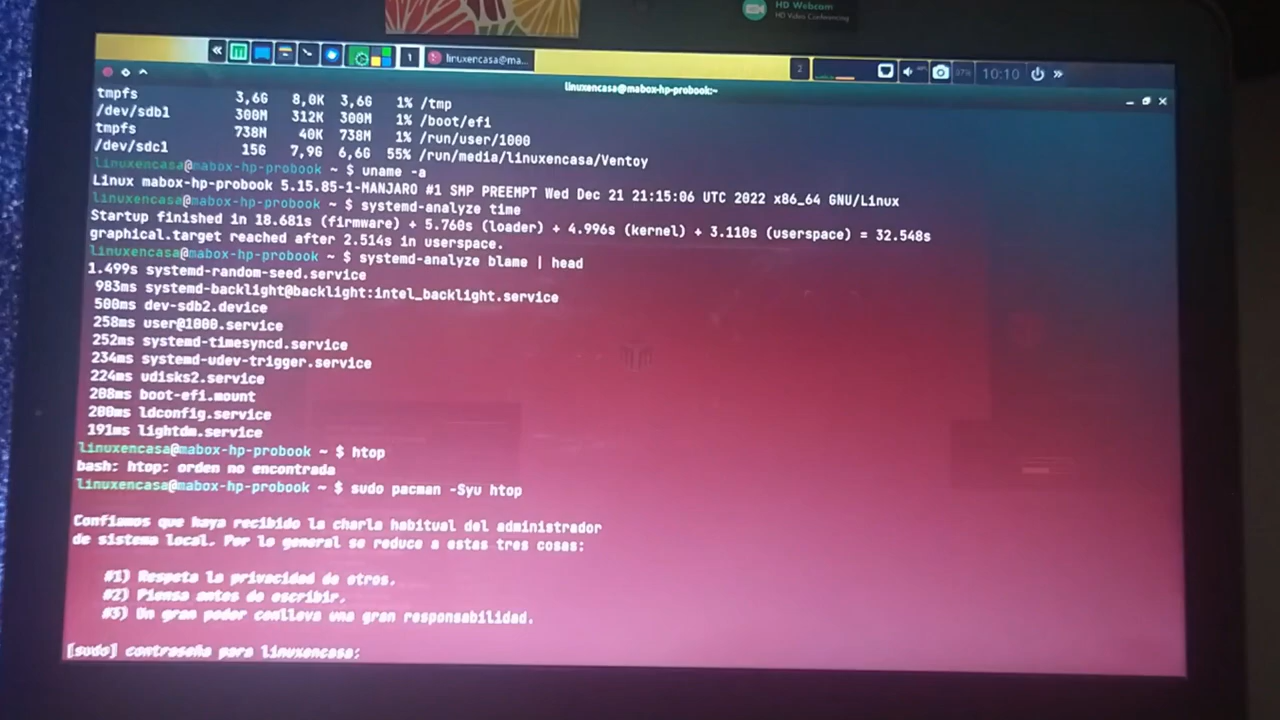 HD Webcam
HD Video Conferencing
«
1
linuxencasa@ma...
2
37%
10:10
»
linuxencasa@mabox-hp-probook:~
tmpfs 3,6G 8,0K 3,6G 1% /tmp
/dev/sdb1 300M 312K 300M 1% /boot/efi
tmpfs 738M 40K 738M 1% /run/user/1000
/dev/sdc1 15G 7,9G 6,6G 55% /run/media/linuxencasa/Ventoy
linuxencasa@mabox-hp-probook ~ $ uname -a
Linux mabox-hp-probook 5.15.85-1-MANJARO #1 SMP PREEMPT Wed Dec 21 21:15:06 UTC 2022 x86_64 GNU/Linux
linuxencasa@mabox-hp-probook ~ $ systemd-analyze time
Startup finished in 18.681s (firmware) + 5.760s (loader) + 4.996s (kernel) + 3.110s (userspace) = 32.548s
graphical.target reached after 2.514s in userspace.
linuxencasa@mabox-hp-probook ~ $ systemd-analyze blame | head
1.499s systemd-random-seed.service
983ms systemd-backlight@backlight:intel_backlight.service
500ms dev-sdb2.device
258ms user@1000.service
252ms systemd-timesyncd.service
234ms systemd-udev-trigger.service
224ms udisks2.service
208ms boot-efi.mount
200ms ldconfig.service
191ms lightdm.service
linuxencasa@mabox-hp-probook ~ $ htop
bash: htop: orden no encontrada
linuxencasa@mabox-hp-probook ~ $ sudo pacman -Syu htop
Confiamos que haya recibido la charla habitual del administrador
de sistema local. Por lo general se reduce a estas tres cosas:
#1) Respeta la privacidad de otros.
#2) Piensa antes de escribir.
#3) Un gran poder conlleva una gran responsabilidad.
[sudo] contraseña para linuxencasa: